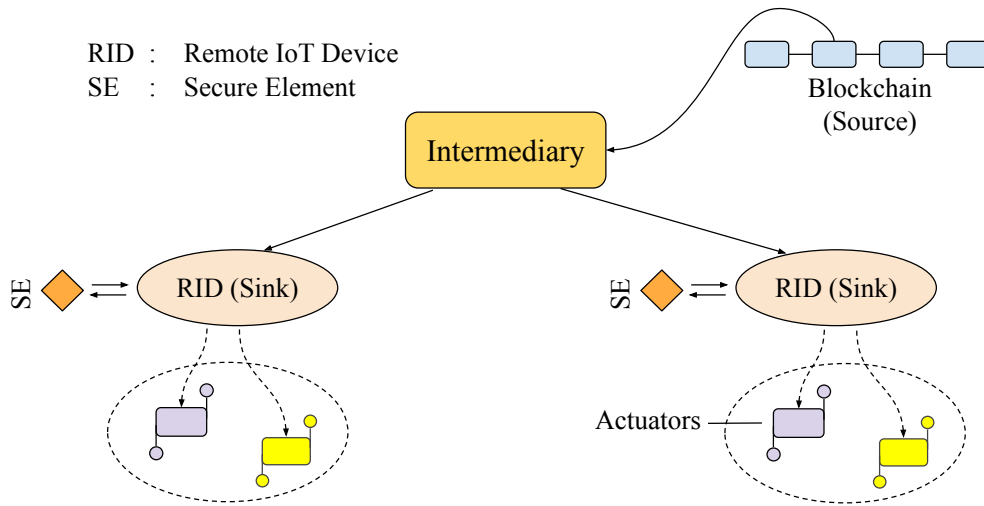 RID : Remote IoT Device
SE : Secure Element
Blockchain
(Source)
Intermediary
SE
RID (Sink)
SE
RID (Sink)
Actuators